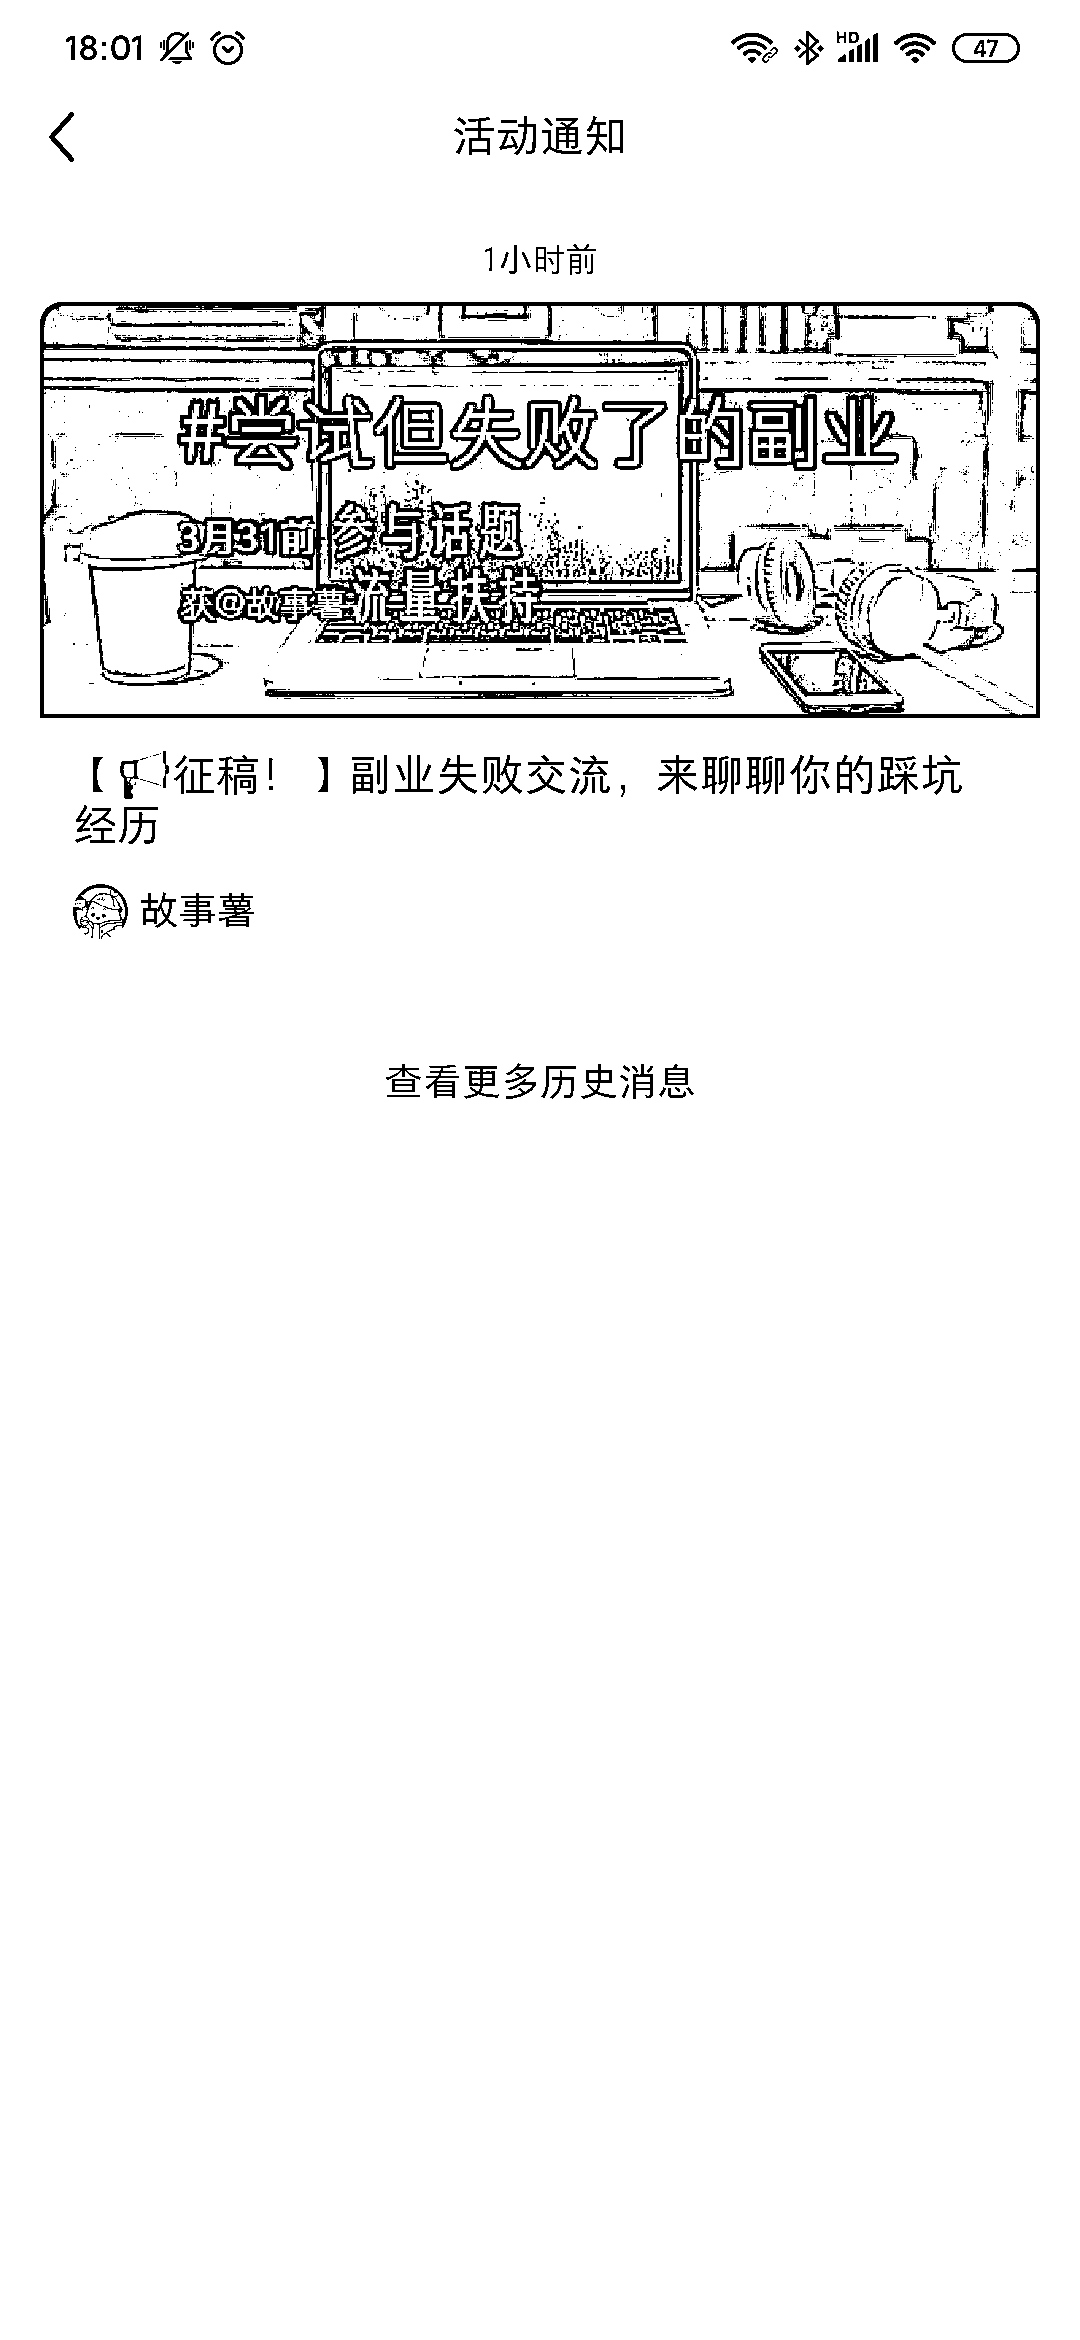 18:01 HD 47
活动通知
1小时前
#尝试但失败了的副业
3月31前 参与话题
获@故事薯 流量扶持
【📢征稿！】副业失败交流，来聊聊你的踩坑
经历
故事薯
查看更多历史消息